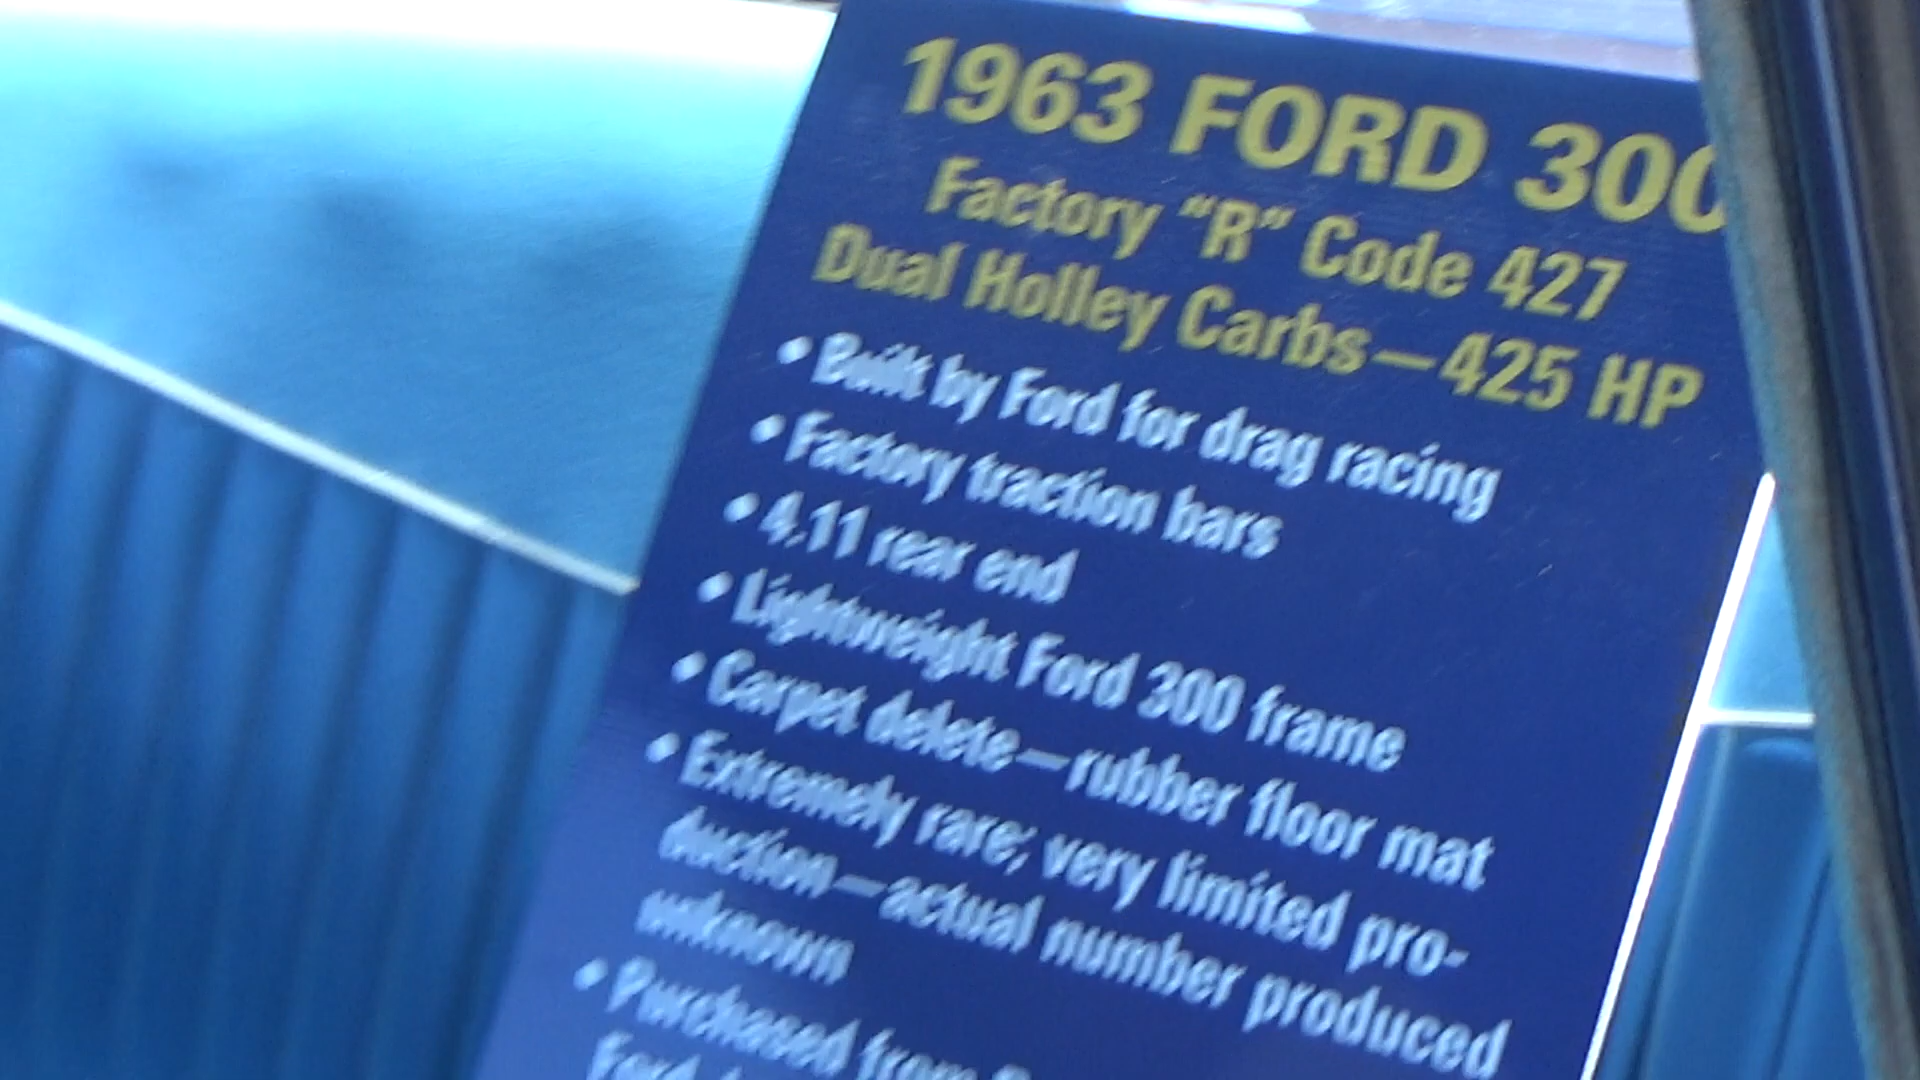 1963 FORD 300
Factory "R" Code 427
Dual Holley Carbs—425 HP
• Built by Ford for drag racing
• Factory traction bars
• 4.11 rear end
• Lightweight Ford 300 frame
• Carpet delete—rubber floor mat
• Extremely rare; very limited pro-
duction—actual number produced
unknown
• Purchased from
Ford